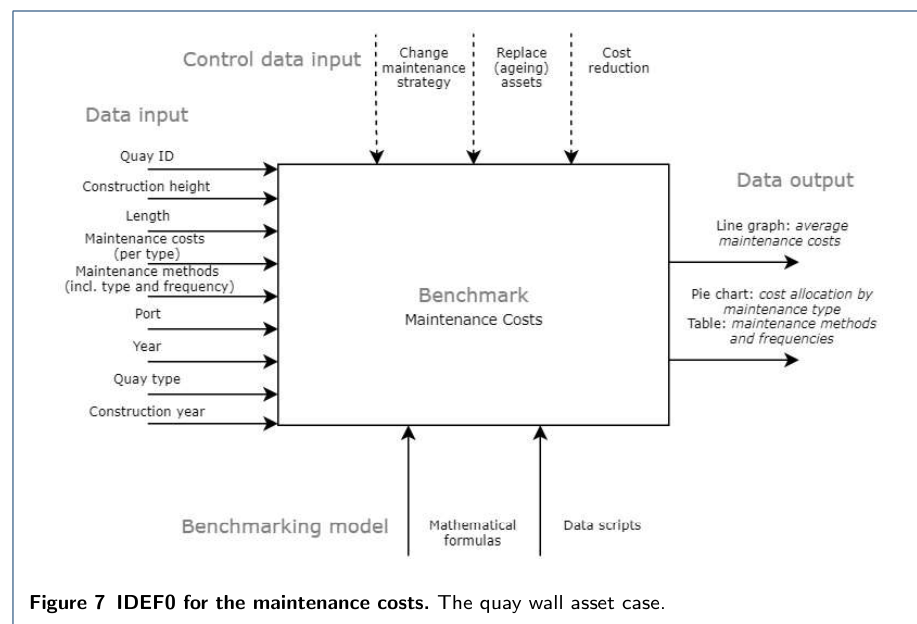 Control data input
Change
maintenance
strategy
Replace
(ageing)
assets
Cost
reduction
Data input
Quay ID
Construction height
Length
Maintenance costs
(per type)
Maintenance methods
(incl. type and frequency)
Port
Year
Quay type
Construction year
Benchmark
Maintenance Costs
Data output
Line graph: average
maintenance costs
Pie chart: cost allocation by
maintenance type
Table: maintenance methods
and frequencies
Benchmarking model
Mathematical
formulas
Data scripts
Figure 7 IDEF0 for the maintenance costs. The quay wall asset case.